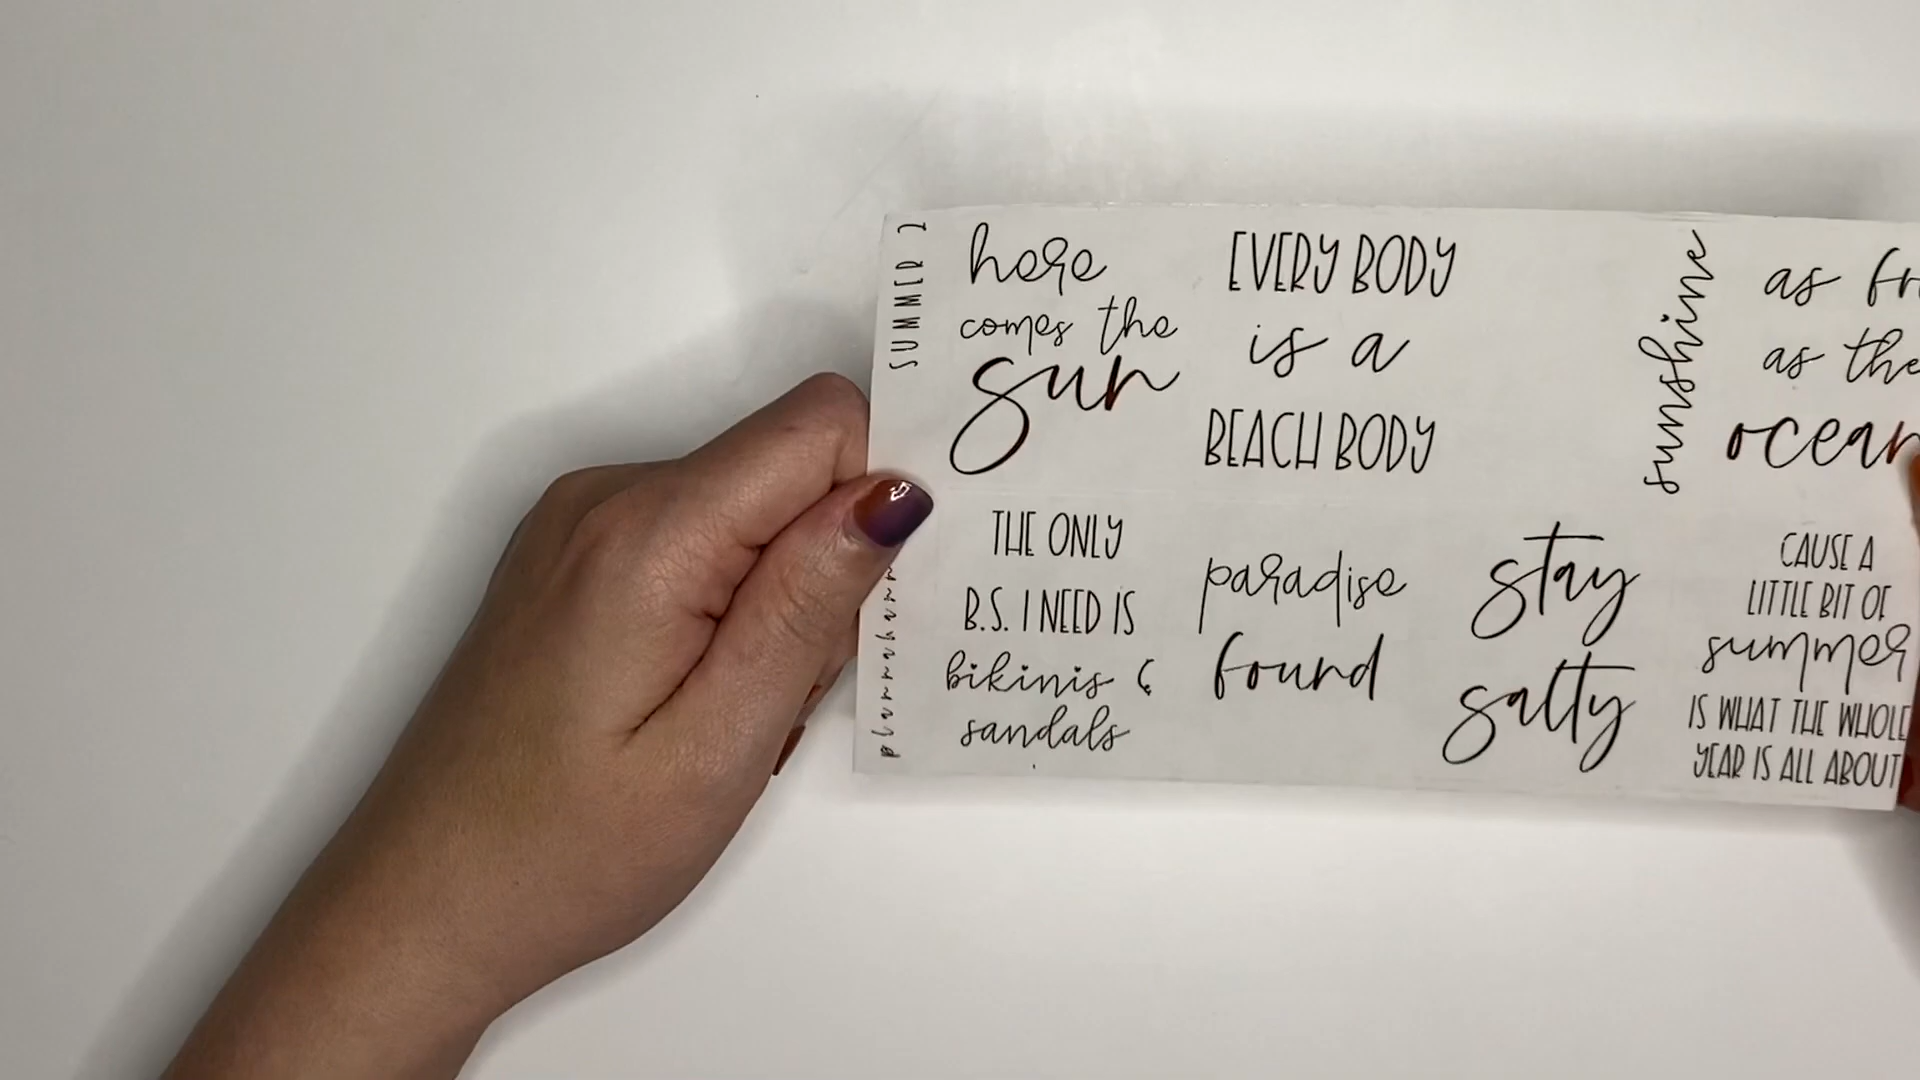 SUMMER 2
here
comes the
sun
EVERY BODY
is a
BEACH BODY
sunshine
as
as the
ocean
THE ONLY
B.S. I NEED IS
bikinis &
sandals
paradise
found
stay
salty
CAUSE A
LITTLE BIT OF
summer
IS WHAT THE WHOLE
YEAR IS ALL ABOUT